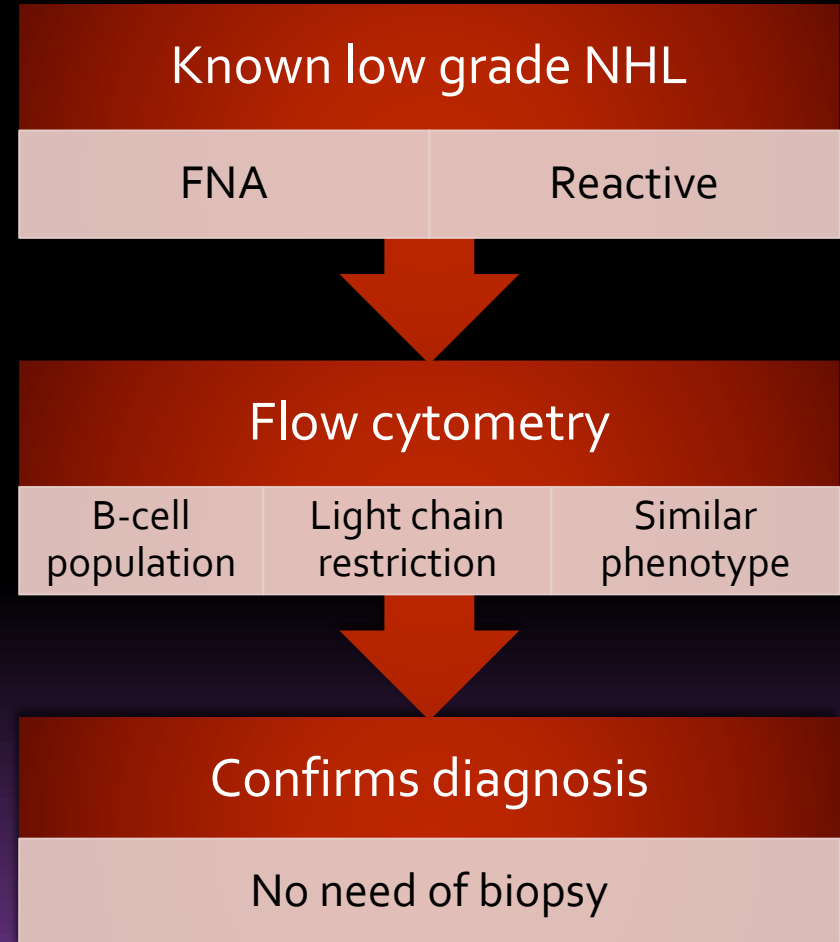 Known low grade NHL
FNA
Reactive
Flow cytometry
B-cell
population
Light chain
restriction
Similar
phenotype
Confirms diagnosis
No need of biopsy